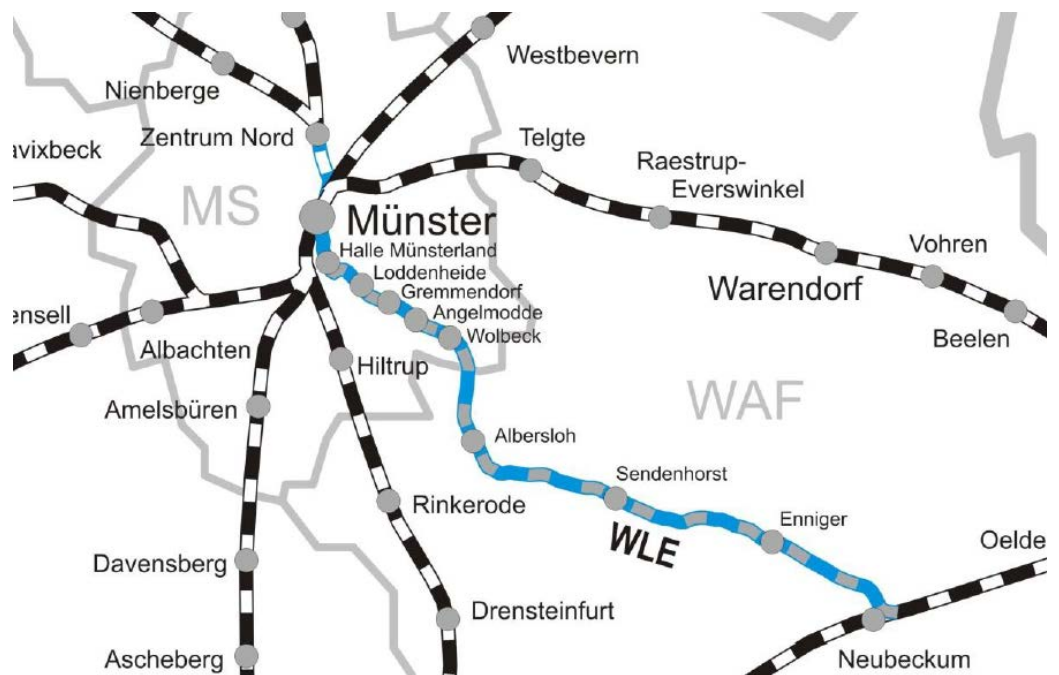 Westbevern
Nienberge
Zentrum Nord
avixbeck
Telgte
Raestrup-
Everswinkel
MS
Münster
Halle Münsterland
Loddenheide
Gremmendorf
Angelmodde
Wolbeck
Vohren
Warendorf
Beelen
ensell
Albachten
Hiltrup
Amelsbüren
WAF
Albersloh
Sendenhorst
Rinkerode
Enniger
WLE
Oelde
Davensberg
Drensteinfurt
Ascheberg
Neubeckum